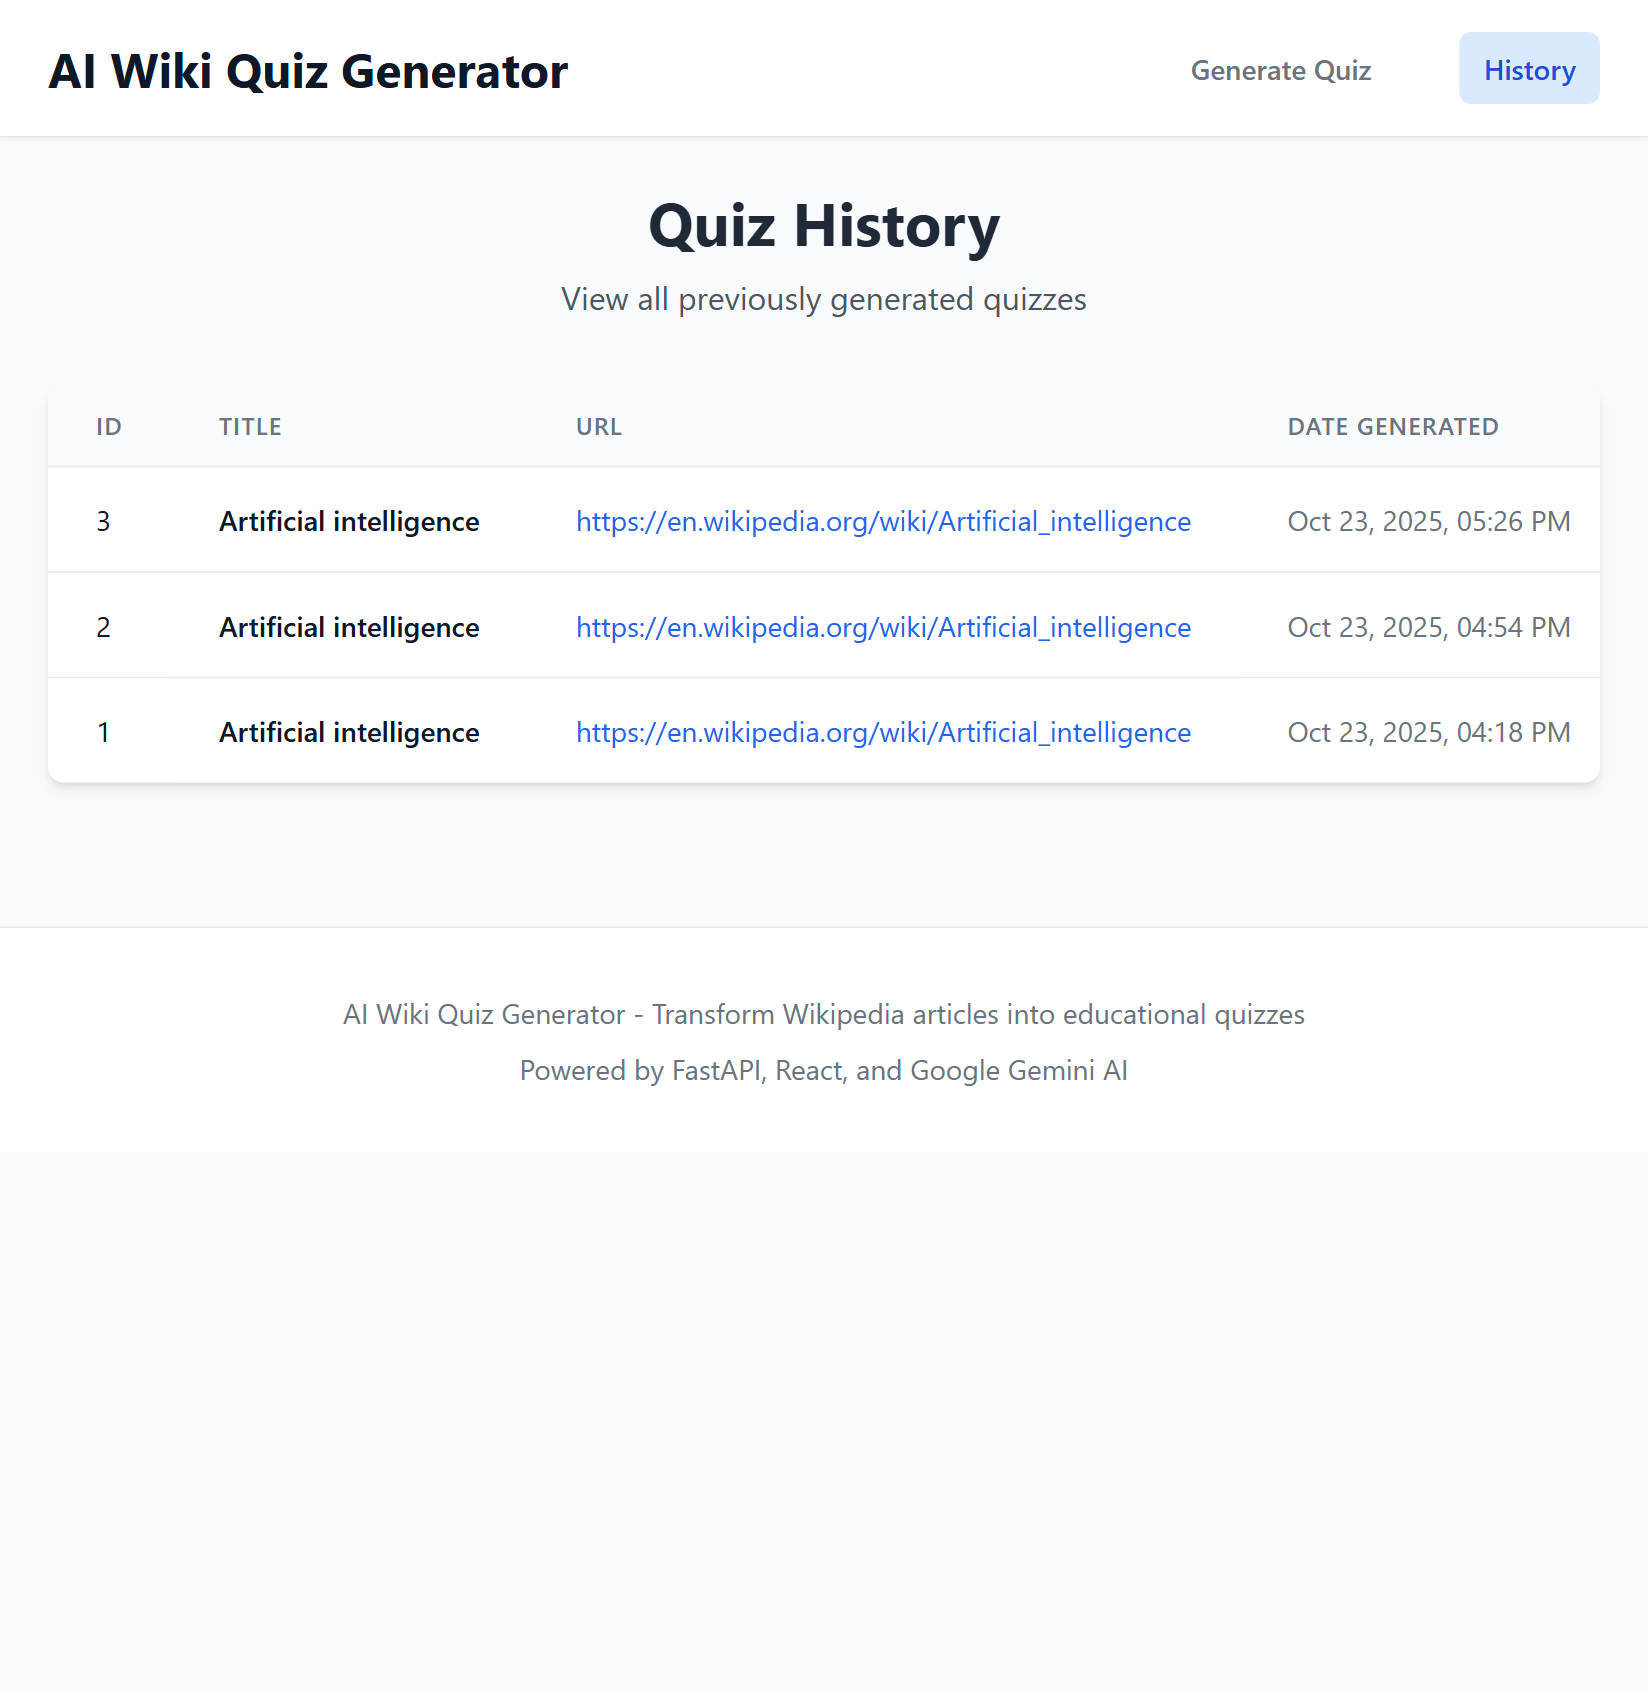 AI Wiki Quiz Generator Generate Quiz History
Quiz History
View all previously generated quizzes
ID TITLE URL DATE GENERATED
3 Artificial intelligence https://en.wikipedia.org/wiki/Artificial_intelligence Oct 23, 2025, 05:26 PM
2 Artificial intelligence https://en.wikipedia.org/wiki/Artificial_intelligence Oct 23, 2025, 04:54 PM
1 Artificial intelligence https://en.wikipedia.org/wiki/Artificial_intelligence Oct 23, 2025, 04:18 PM
AI Wiki Quiz Generator - Transform Wikipedia articles into educational quizzes
Powered by FastAPI, React, and Google Gemini AI